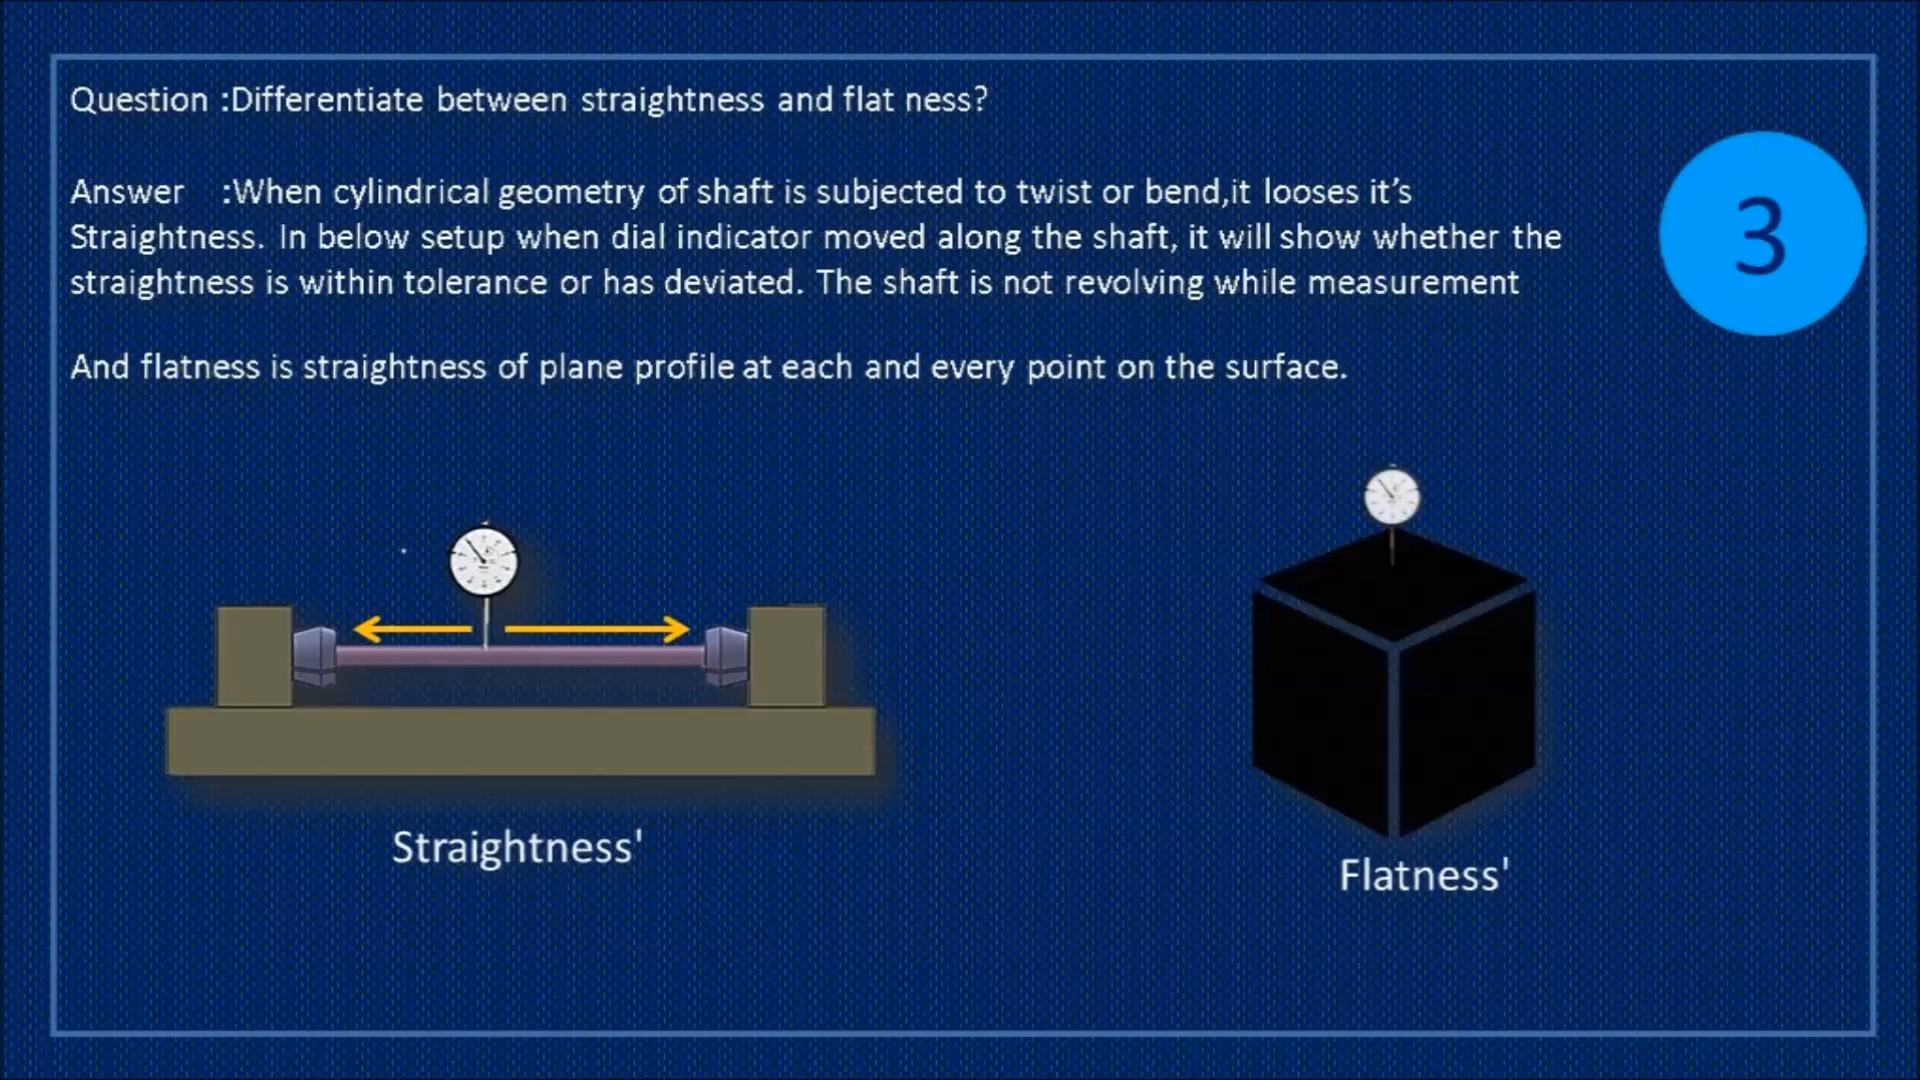 Question :Differentiate between straightness and flat ness?
Answer :When cylindrical geometry of shaft is subjected to twist or bend,it looses it’s
Straightness. In below setup when dial indicator moved along the shaft, it will show whether the
straightness is within tolerance or has deviated. The shaft is not revolving while measurement
3
And flatness is straightness of plane profile at each and every point on the surface.
Straightness'
Flatness'